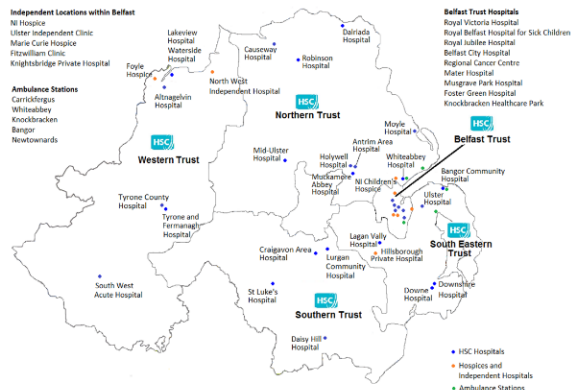 Independent Locations within Belfast
NI Hospice
Ulster Independent Clinic
Marie Curie Hospice
Fitzwilliam Clinic
Knightsbridge Private Hospital
Ambulance Stations
Carrickfergus
Whiteabbey
Knockbracken
Bangor
Newtownards
Belfast Trust Hospitals
Royal Victoria Hospital
Royal Belfast Hospital for Sick Children
Royal Jubilee Hospital
Belfast City Hospital
Regional Cancer Centre
Mater Hospital
Musgrave Park Hospital
Foster Green Hospital
Knockbracken Healthcare Park
Lakeview
Hospital
Waterside
Hospital
Foyle
Hospice
Altnagelvin
Hospital
North West
Independent Hospital
Causeway
Hospital
Dalriada
Hospital
Robinson
Hospital
HSC
Northern Trust
HSC
Western Trust
HSC
Belfast Trust
Moyle
Hospital
Mid-Ulster
Hospital
Holywell
Hospital
Antrim Area
Hospital
Muckamore
Abbey
Hospital
NI Children's
Hospice
Whiteabbey
Hospital
Bangor Community
Hospital
Ulster
Hospital
Tyrone County
Hospital
Tyrone and
Fermanagh
Hospital
South West
Acute Hospital
Lagan Vally
Hospital
Hillsborough
Private Hospital
Craigavon Area
Hospital
Lurgan
Community
Hospital
St Luke's
Hospital
HSC
South Eastern
Trust
HSC
Southern Trust
Downe
Hospital
Downshire
Hospital
Daisy Hill
Hospital
HSC Hospitals
Hospices and
Independent Hospitals
Ambulance Stations